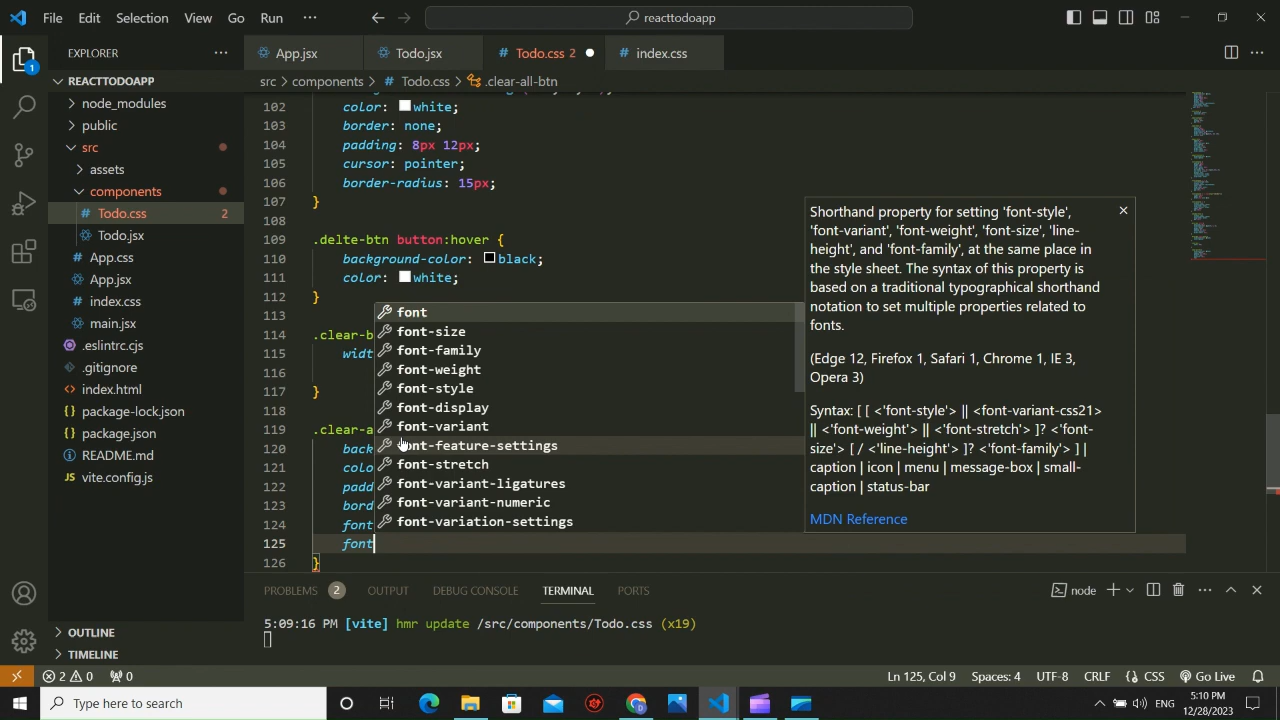 File Edit Selection View Go Run ··· reacttodoapp
EXPLORER ···
App.jsx Todo.jsx Todo.css 2 index.css
REACTTODOAPP
src > components > Todo.css > .clear-all-btn
node_modules
public
src
assets
components
Todo.css 2
Todo.jsx
App.css
App.jsx
index.css
main.jsx
.eslintrc.cjs
.gitignore
index.html
package-lock.json
package.json
README.md
vite.config.js
OUTLINE
TIMELINE
102 color: white;
103 border: none;
104 padding: 8px 12px;
105 cursor: pointer;
106 border-radius: 15px;
107 }
108
109 .delte-btn button:hover {
110 background-color: black;
111 color: white;
112 }
113
114 .clear-b
115 widt
116
117 }
118
119 .clear-a
120 back
121 colo
122 padd
123 bord
124 font
125 font
126 }
font
font-size
font-family
font-weight
font-style
font-display
font-variant
font-feature-settings
font-stretch
font-variant-ligatures
font-variant-numeric
font-variation-settings
Shorthand property for setting 'font-style',
'font-variant', 'font-weight', 'font-size', 'line-
height', and 'font-family', at the same place in
the style sheet. The syntax of this property is
based on a traditional typographical shorthand
notation to set multiple properties related to
fonts.
(Edge 12, Firefox 1, Safari 1, Chrome 1, IE 3,
Opera 3)
Syntax: [ [ <'font-style'> || <font-variant-css21>
|| <'font-weight'> || <'font-stretch'> ]? <'font-
size'> [ / <'line-height'> ]? <'font-family'> ] |
caption | icon | menu | message-box | small-
caption | status-bar
MDN Reference
PROBLEMS 2 OUTPUT DEBUG CONSOLE TERMINAL PORTS node
5:09:16 PM [vite] hmr update /src/components/Todo.css (x19)
2 0 0 Ln 125, Col 9 Spaces: 4 UTF-8 CRLF CSS Go Live
Type here to search
ENG 5:10 PM
12/28/2023